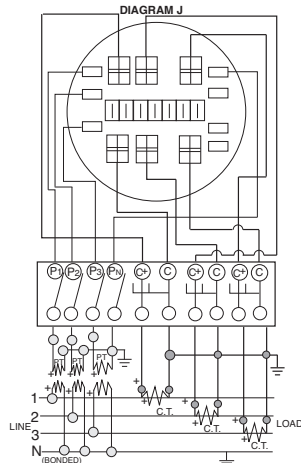 DIAGRAM J
P1 P2 P3 PN C+ C C+ C C+ C
PT PT PT
1
C.T.
2
LINE
LOAD
C.T.
3
C.T.
N
(BONDED)